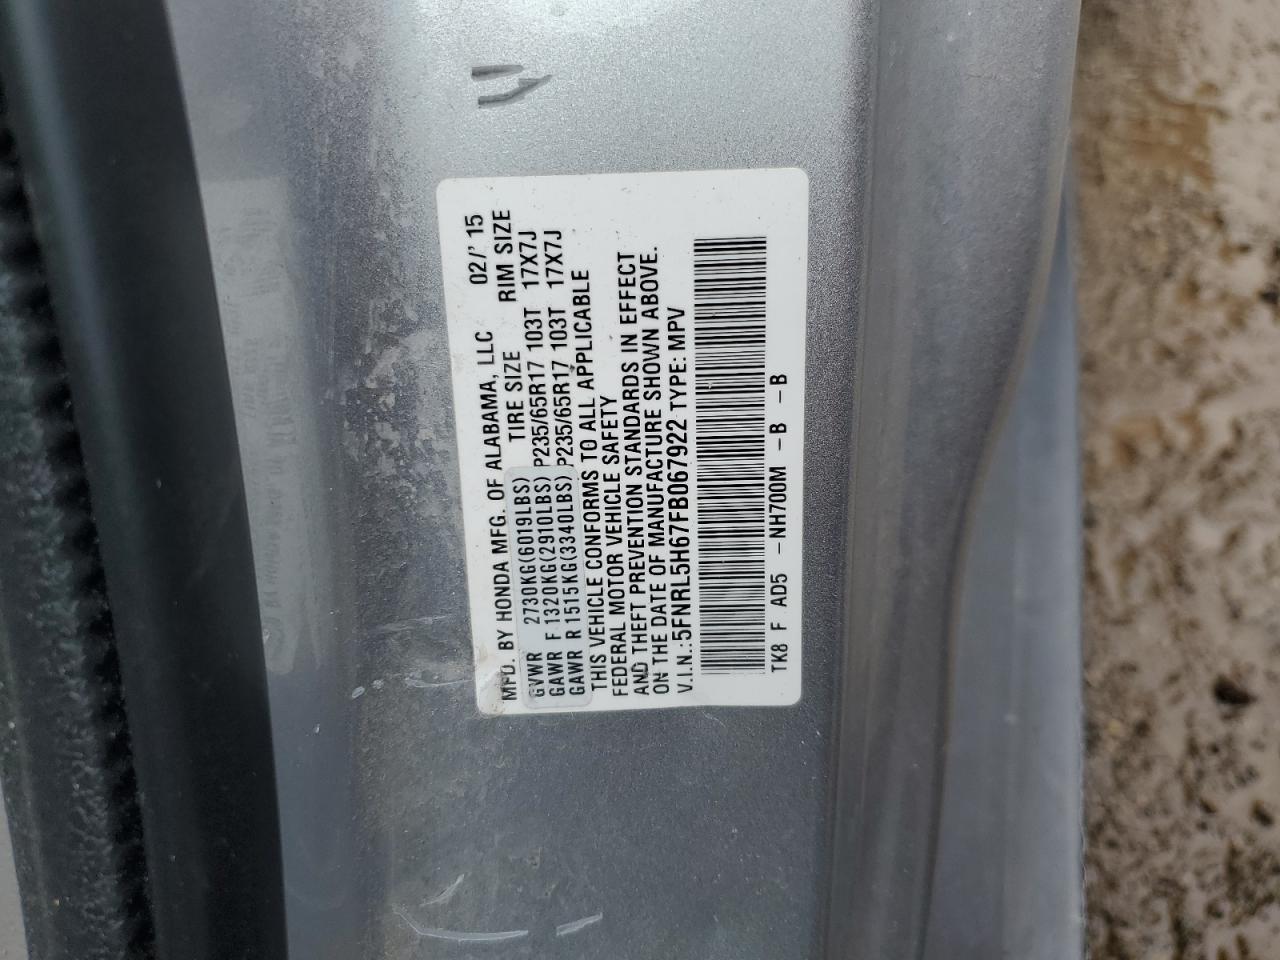 MFD. BY HONDA MFG. OF ALABAMA, LLC 02/'15
TIRE SIZE RIM SIZE
GVWR 2730KG(6019LBS)
GAWR F 1320KG(2910LBS) P235/65R17 103T 17X7J
GAWR R 1515KG(3340LBS) P235/65R17 103T 17X7J
THIS VEHICLE CONFORMS TO ALL APPLICABLE
FEDERAL MOTOR VEHICLE SAFETY
AND THEFT PREVENTION STANDARDS IN EFFECT
ON THE DATE OF MANUFACTURE SHOWN ABOVE.
V.I.N.:5FNRL5H67FB067922 TYPE: MPV
TK8 F AD5 -NH700M -B -B